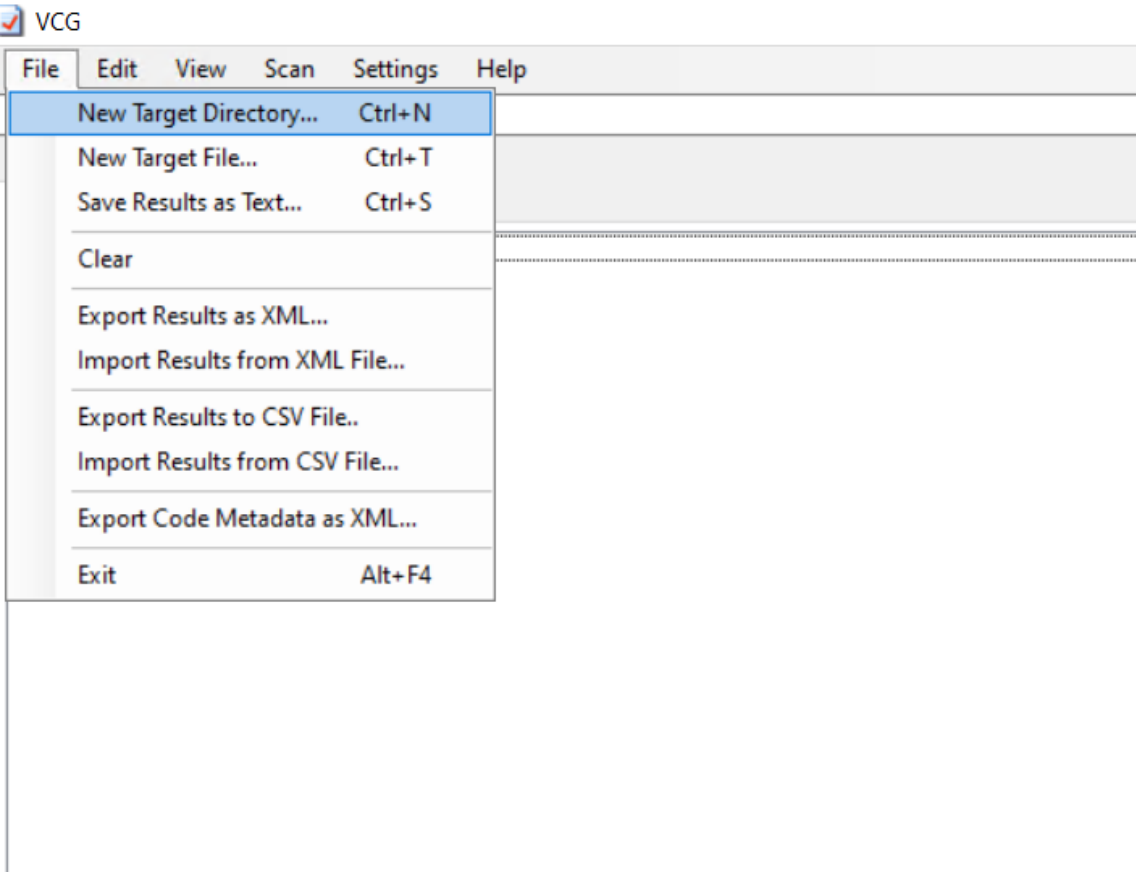 VCG
File Edit View Scan Settings Help
New Target Directory... Ctrl+N
New Target File... Ctrl+T
Save Results as Text... Ctrl+S
Clear
Export Results as XML...
Import Results from XML File...
Export Results to CSV File..
Import Results from CSV File...
Export Code Metadata as XML...
Exit Alt+F4